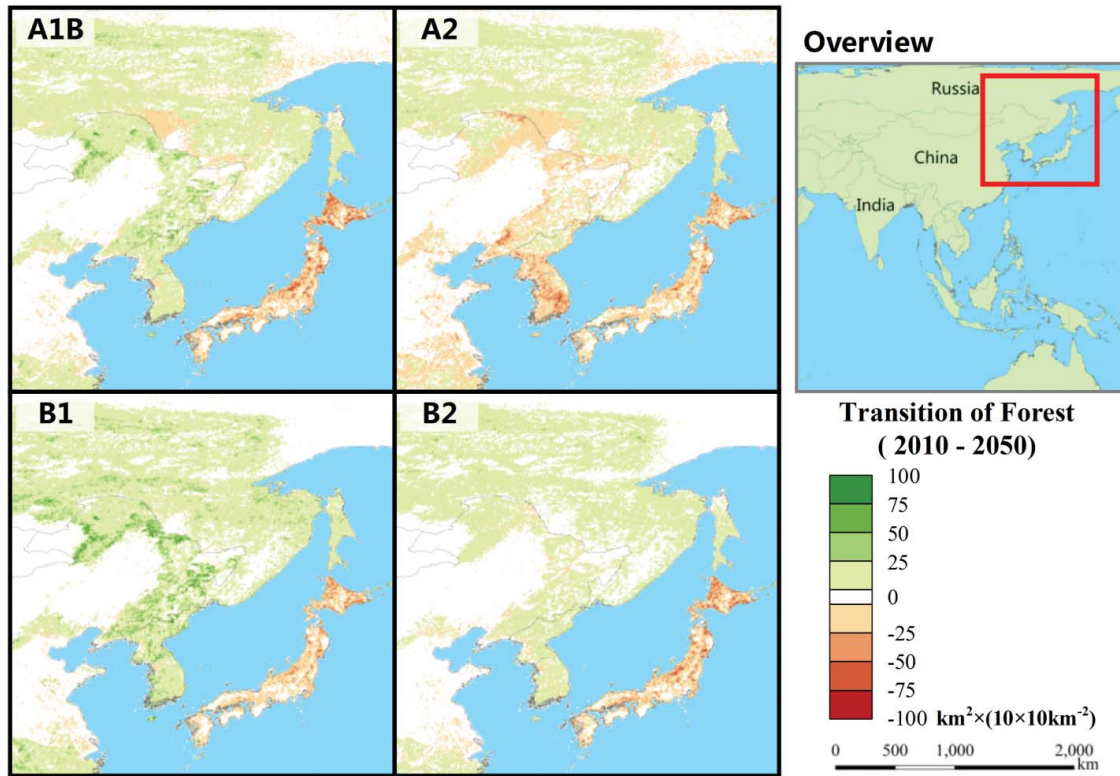 A1B
A2
B1
B2
Overview
Russia
China
India
Transition of Forest
( 2010 - 2050)
100
75
50
25
0
-25
-50
-75
-100 km²×(10×10km⁻²)
0 500 1,000 2,000
km